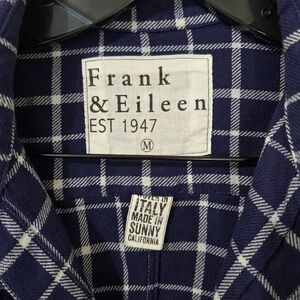 Frank
& Eileen
EST 1947
M
ITALY
MADE IN
SUNNY
CALIFORNIA